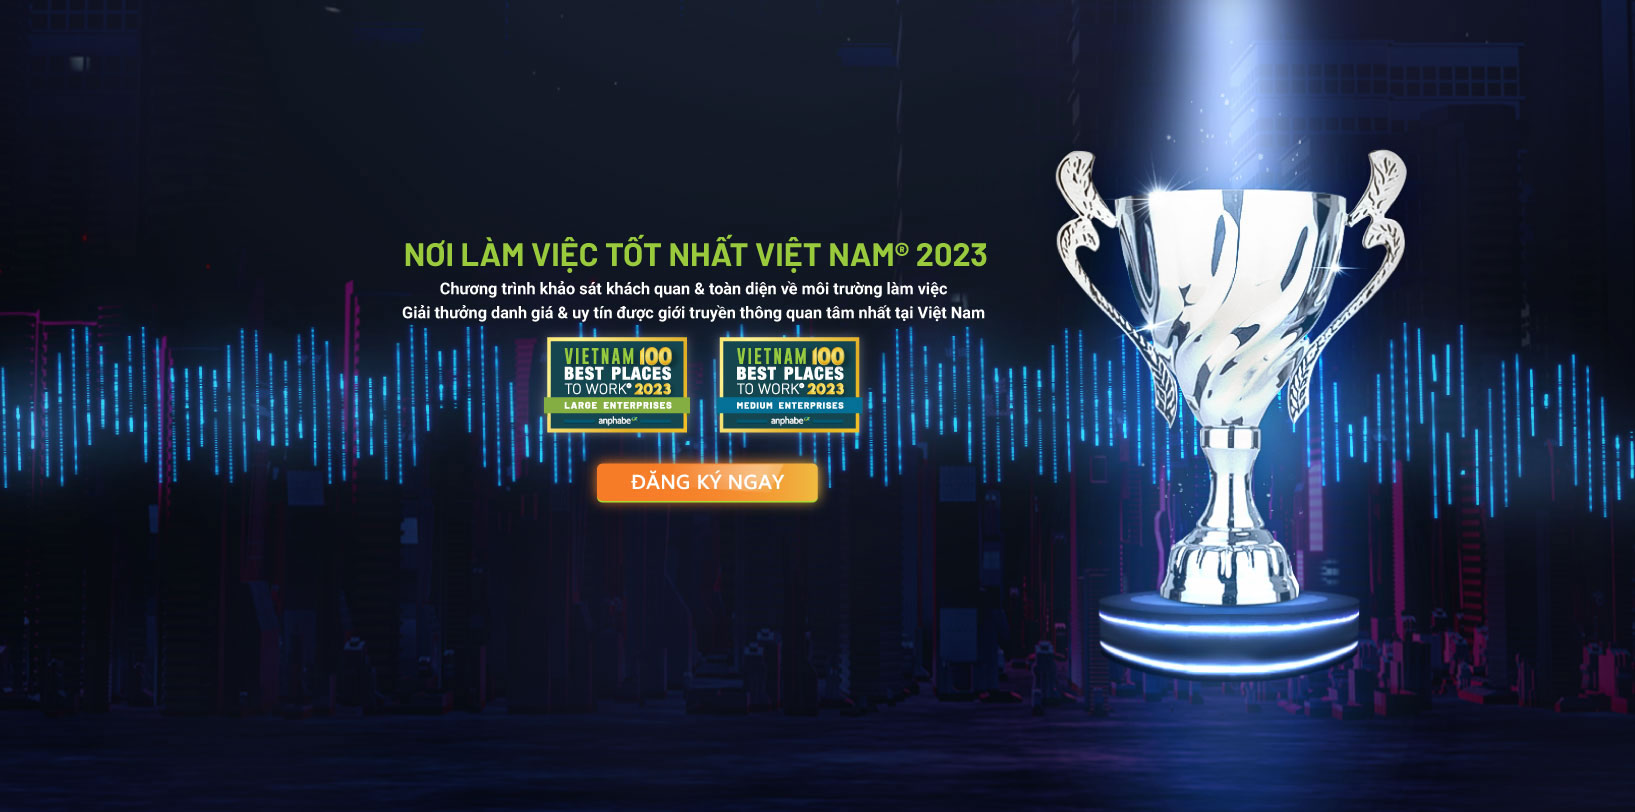 NƠI LÀM VIỆC TỐT NHẤT VIỆT NAM® 2023
Chương trình khảo sát khách quan & toàn diện về môi trường làm việc
Giải thưởng danh giá & uy tín được giới truyền thông quan tâm nhất tại Việt Nam
VIETNAM 100
BEST PLACES
TO WORK® 2023
LARGE ENTERPRISES
anphabe
VIETNAM 100
BEST PLACES
TO WORK® 2023
MEDIUM ENTERPRISES
anphabe
ĐĂNG KÝ NGAY